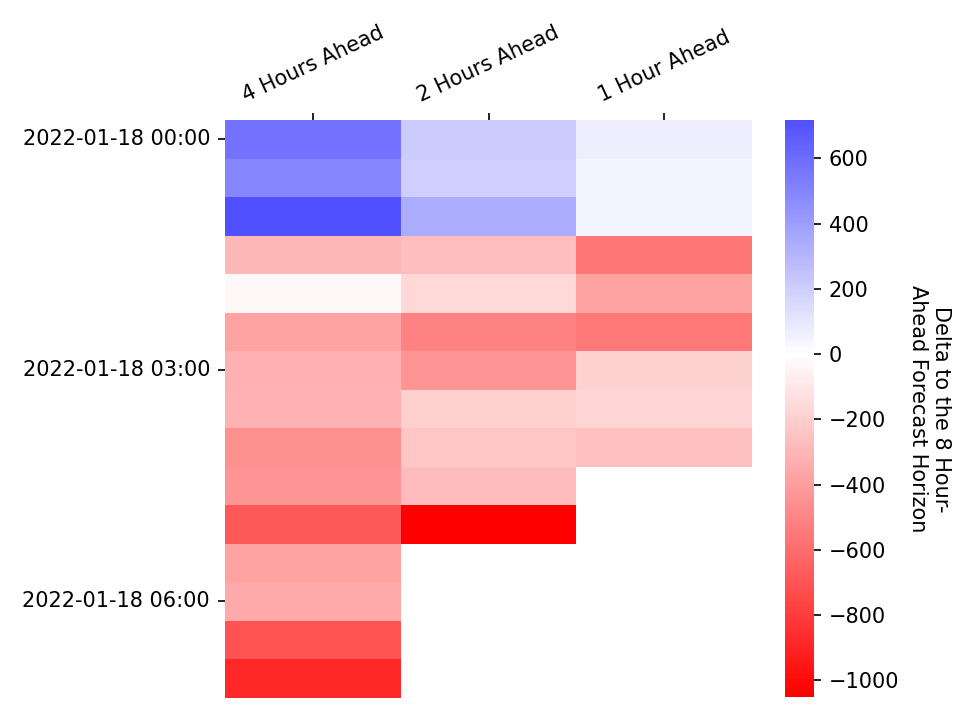 4 Hours Ahead
2 Hours Ahead
1 Hour Ahead
2022-01-18 00:00
2022-01-18 03:00
2022-01-18 06:00
600
400
200
0
−200
−400
−600
−800
−1000
Delta to the 8 Hour-
Ahead Forecast Horizon